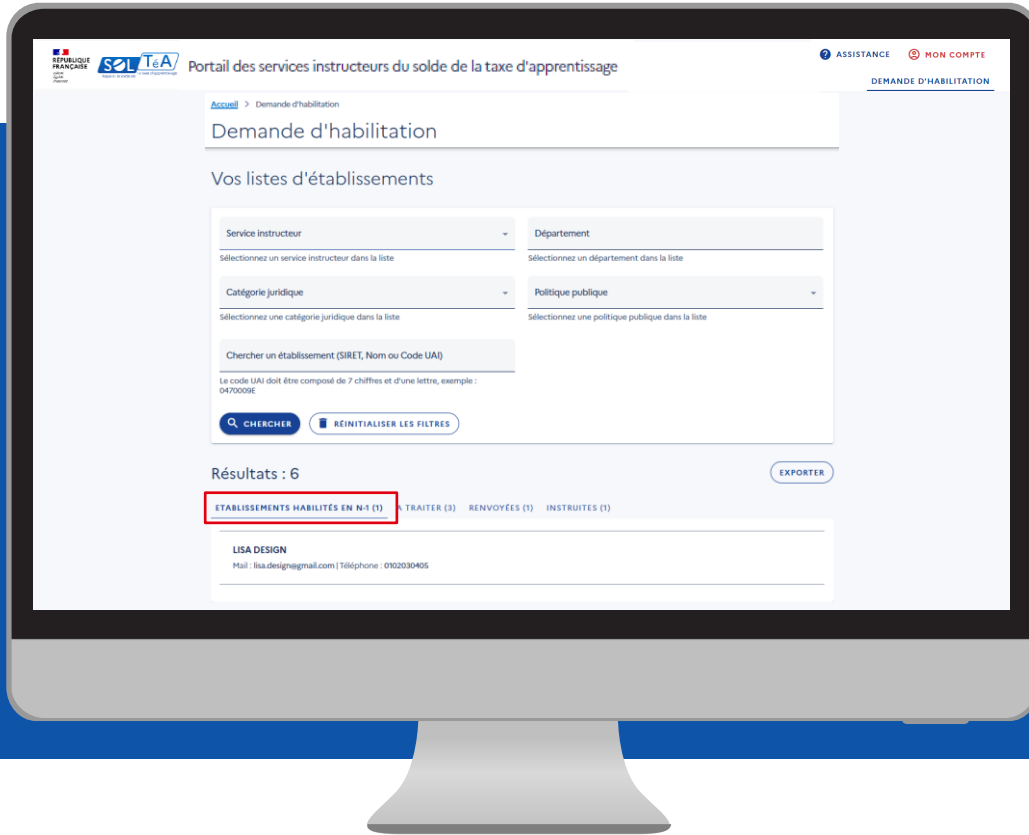 RÉPUBLIQUE
FRANÇAISE
Liberté
Égalité
Fraternité
SOLTéA
Portail des services instructeurs du solde de la taxe d'apprentissage
ASSISTANCE
MON COMPTE
DEMANDE D'HABILITATION
Accueil > Demande d'habilitation
Demande d'habilitation
Vos listes d'établissements
Service instructeur
Département
Sélectionnez un service instructeur dans la liste
Sélectionnez un département dans la liste
Catégorie juridique
Politique publique
Sélectionnez une catégorie juridique dans la liste
Sélectionnez une politique publique dans la liste
Chercher un établissement (SIRET, Nom ou Code UAI)
Le code UAI doit être composé de 7 chiffres et d'une lettre, exemple :
0470009E
CHERCHER
RÉINITIALISER LES FILTRES
Résultats : 6
EXPORTER
ETABLISSEMENTS HABILITÉS EN N-1 (1)
A TRAITER (3)
RENVOYÉES (1)
INSTRUITES (1)
LISA DESIGN
Mail : lisa.design@gmail.com | Téléphone : 0102030405